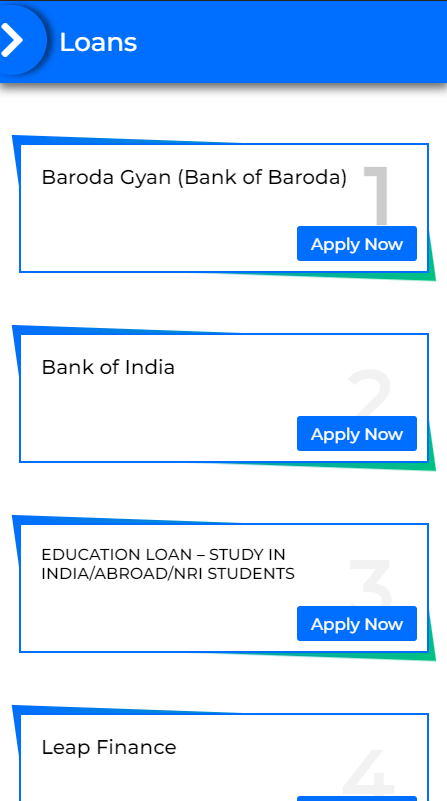 Loans
Baroda Gyan (Bank of Baroda)
1
Apply Now
Bank of India
2
Apply Now
EDUCATION LOAN – STUDY IN
INDIA/ABROAD/NRI STUDENTS
3
Apply Now
Leap Finance
4